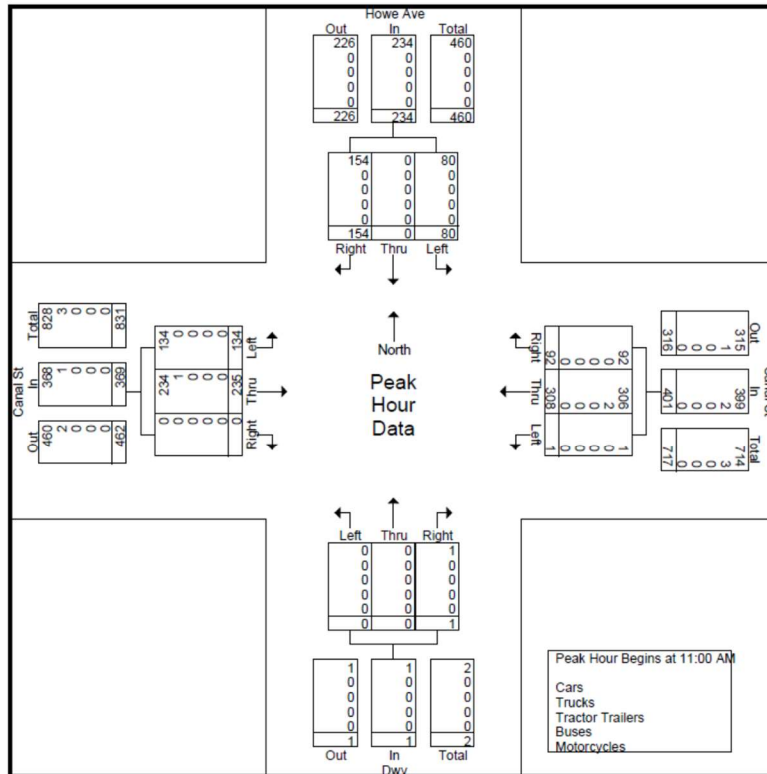 Howe Ave
Out In Total
226 234 460
0 0 0
0 0 0
0 0 0
0 0 0
226 234 460
154 0 80
0 0 0
0 0 0
0 0 0
0 0 0
154 0 80
Right Thru Left
Canal St
Total
828 3 0 0 0 831
In
368 1 0 0 0 369
Out
460 2 0 0 0 462
134 0 0 0 0 134
Left
234 1 0 0 0 235
Thru
0 0 0 0 0 0
Right
North
Peak
Hour
Data
Right
92 0 0 0 0 92
Thru
308 0 0 0 2 306
Left
1 0 0 0 0 1
Out
316 0 0 0 1 315
In
401 0 0 0 2 399
Total
717 0 0 0 3 714
Canal St
Left Thru Right
0 0 1
0 0 0
0 0 0
0 0 0
0 0 0
0 0 1
1 1 2
0 0 0
0 0 0
0 0 0
0 0 0
1 1 2
Out In Total
Dwy
Peak Hour Begins at 11:00 AM
Cars
Trucks
Tractor Trailers
Buses
Motorcycles